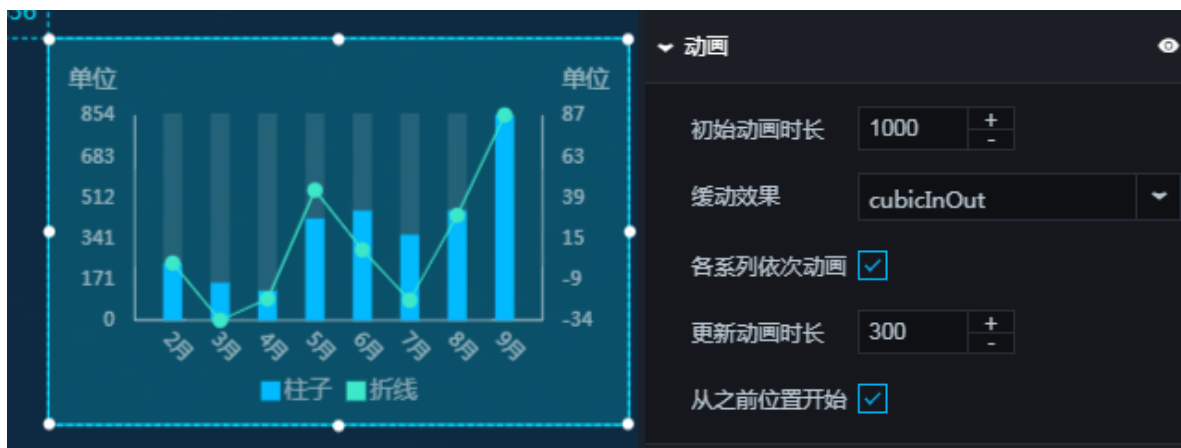 56
动画
单位 单位
854 87
初始动画时长 1000 + -
683 63
512 39
缓动效果 cubicInOut
341 15
各系列依次动画
171 -9
0 -34
更新动画时长 300 + -
2月 3月 4月 5月 6月 7月 8月 9月
柱子 折线
从之前位置开始